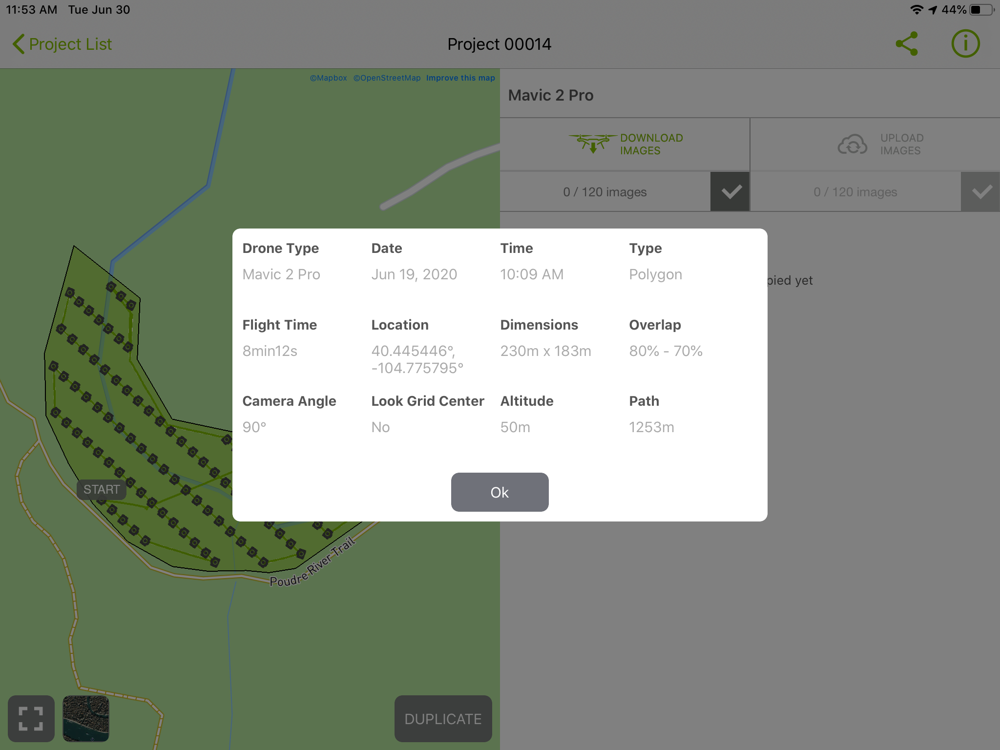 11:53 AM Tue Jun 30
44%
Project List
Project 00014
©Mapbox ©OpenStreetMap Improve this map
Mavic 2 Pro
DOWNLOAD
IMAGES
UPLOAD
IMAGES
0 / 120 images
0 / 120 images
pied yet
Drone Type
Date
Time
Type
Mavic 2 Pro
Jun 19, 2020
10:09 AM
Polygon
Flight Time
Location
Dimensions
Overlap
8min12s
40.445446°,
-104.775795°
230m x 183m
80% - 70%
Camera Angle
Look Grid Center
Altitude
Path
90°
No
50m
1253m
Ok
START
Poudre River Trail
DUPLICATE